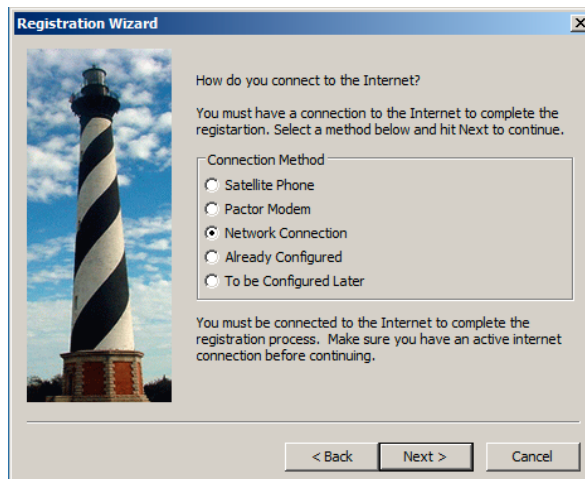 Registration Wizard
How do you connect to the Internet?
You must have a connection to the Internet to complete the
registartion. Select a method below and hit Next to continue.
Connection Method
Satellite Phone
Pactor Modem
Network Connection
Already Configured
To be Configured Later
You must be connected to the Internet to complete the
registration process. Make sure you have an active internet
connection before continuing.
< Back
Next >
Cancel